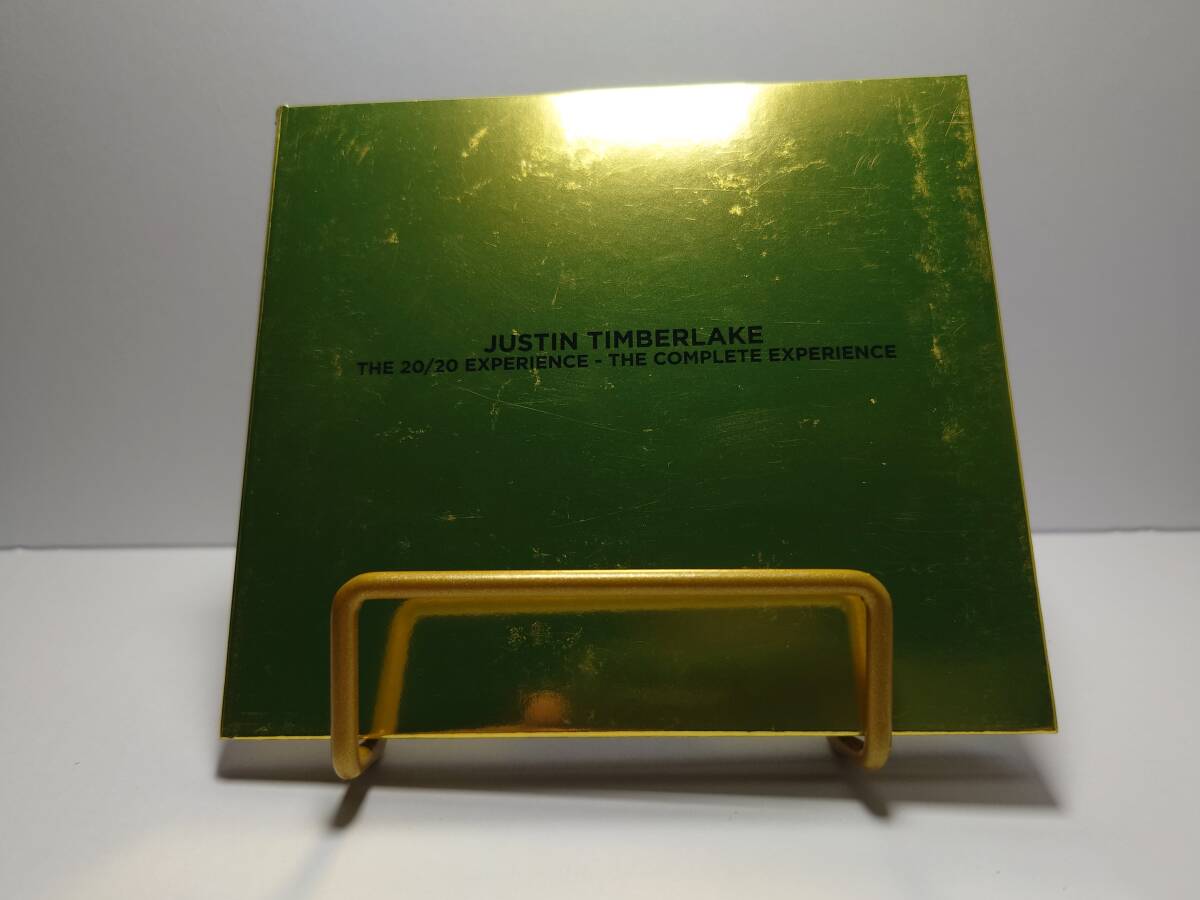 JUSTIN TIMBERLAKE
THE 20/20 EXPERIENCE - THE COMPLETE EXPERIENCE